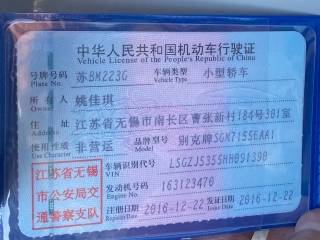 中华人民共和国机动车行驶证
Vehicle License of the People's Republic of China
号牌号码 苏BM223G 车辆类型 小型轿车
Plate No. Vehicle Type
所有人 姚佳琪
Owner
住址 江苏省无锡市南长区曹张新村184号301室
Address
使用性质 非营运 品牌型号 别克牌SGM7155EAA1
Use Character Model
江苏省无锡 车辆识别代号 LSGZJ5355HH091390
VIN
市公安局交 发动机号码 163123470
Engine No.
通警察支队 注册日期 2016-12-22 发证日期 2016-12-22
Register Date Issue Date